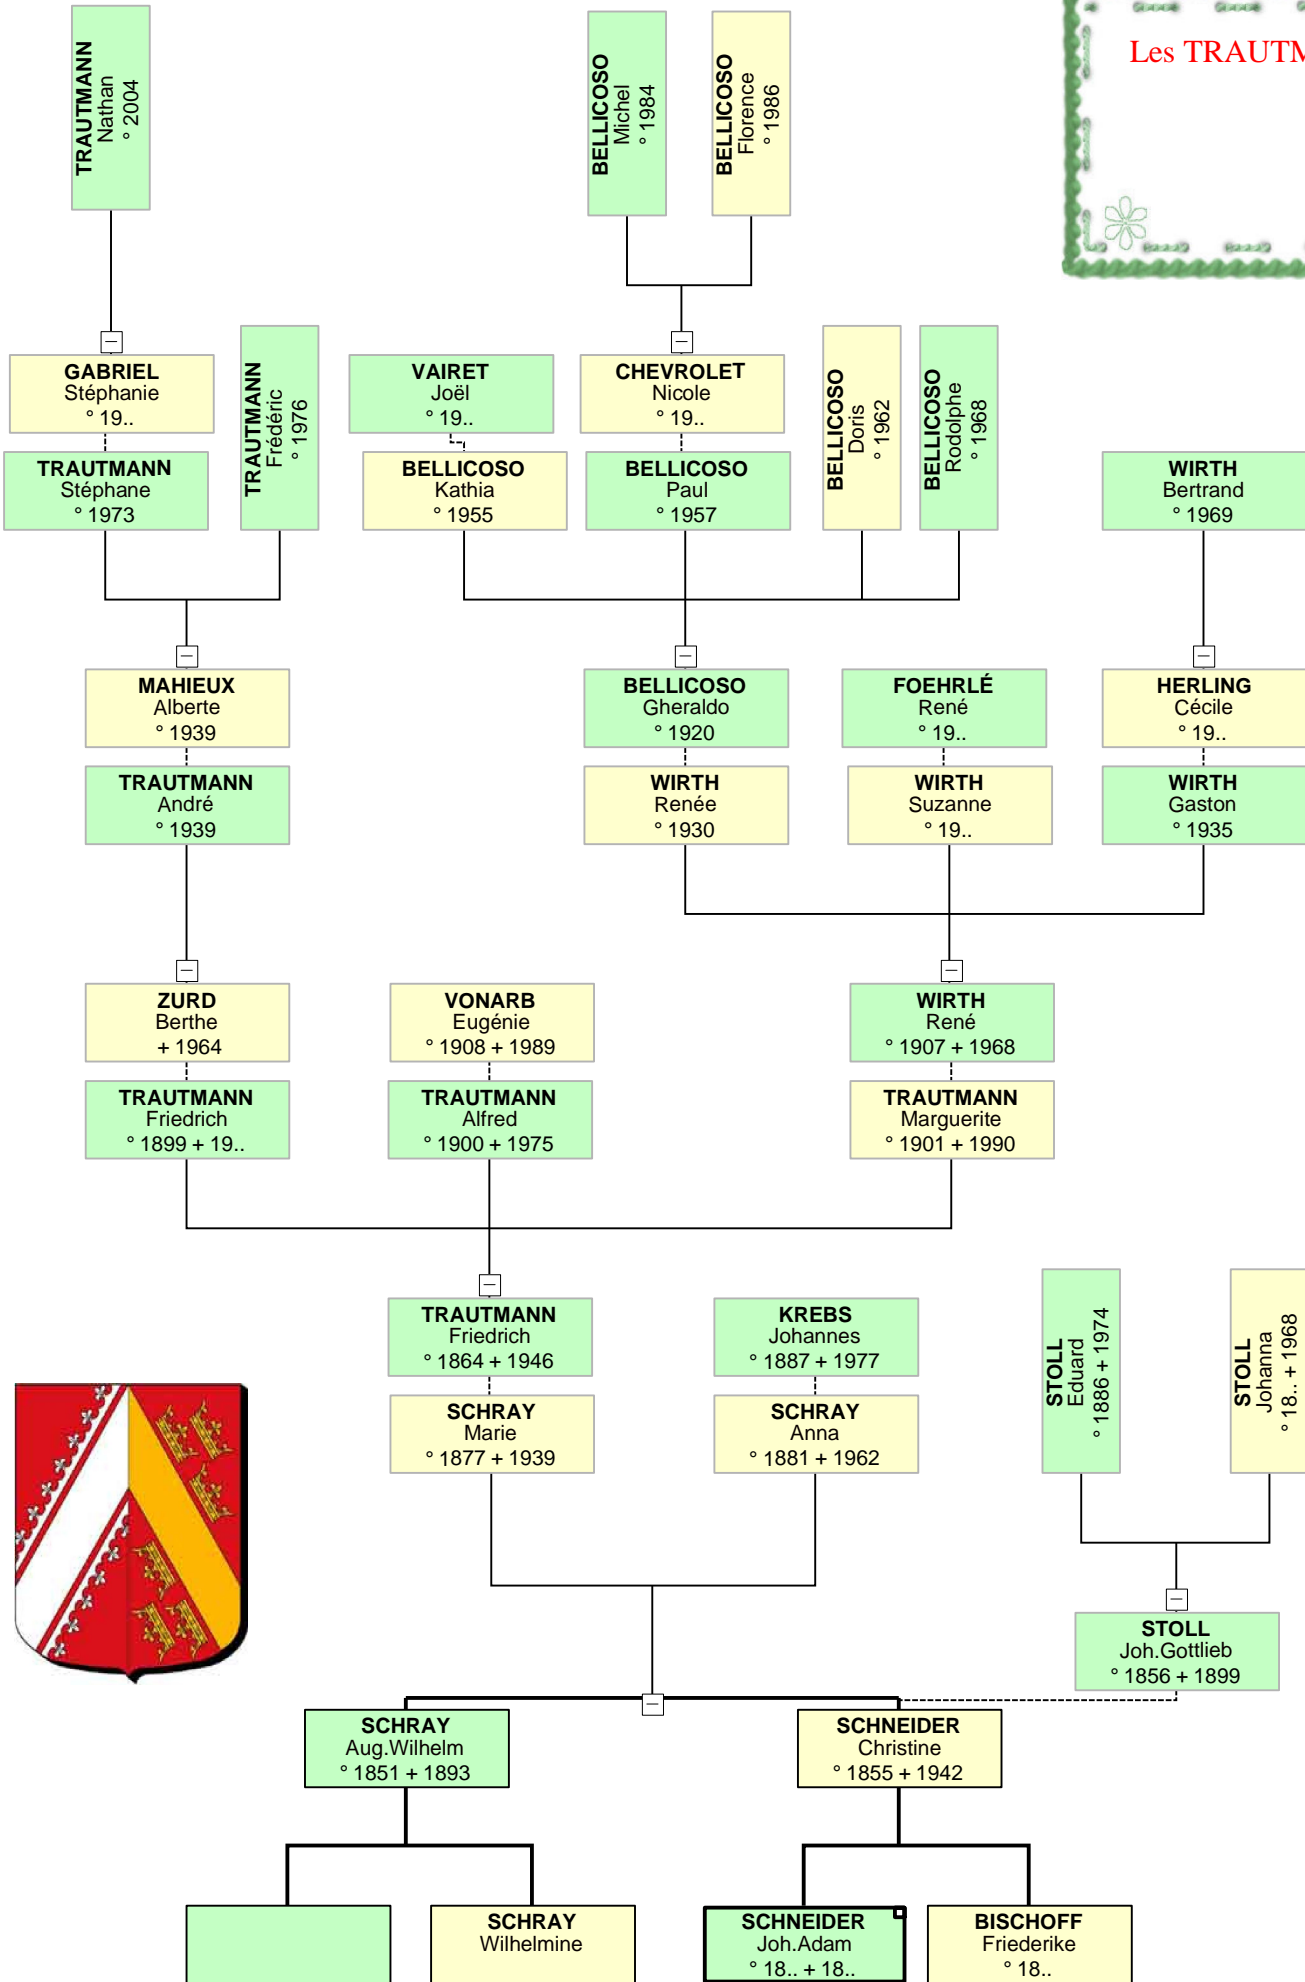 Les TRAUTM
TRAUTMANN
Nathan
° 2004
BELLICOSO
Michel
° 1984
BELLICOSO
Florence
° 1986
GABRIEL
Stéphanie
° 19..
TRAUTMANN
Frédéric
° 1976
VAIRET
Joël
° 19..
CHEVROLET
Nicole
° 19..
BELLICOSO
Doris
° 1962
BELLICOSO
Rodolphe
° 1968
TRAUTMANN
Stéphane
° 1973
BELLICOSO
Kathia
° 1955
BELLICOSO
Paul
° 1957
WIRTH
Bertrand
° 1969
MAHIEUX
Alberte
° 1939
BELLICOSO
Gheraldo
° 1920
FOEHRLÉ
René
° 19..
HERLING
Cécile
° 19..
TRAUTMANN
André
° 1939
WIRTH
Renée
° 1930
WIRTH
Suzanne
° 19..
WIRTH
Gaston
° 1935
ZURD
Berthe
+ 1964
VONARB
Eugénie
° 1908 + 1989
WIRTH
René
° 1907 + 1968
TRAUTMANN
Friedrich
° 1899 + 19..
TRAUTMANN
Alfred
° 1900 + 1975
TRAUTMANN
Marguerite
° 1901 + 1990
TRAUTMANN
Friedrich
° 1864 + 1946
KREBS
Johannes
° 1887 + 1977
STOLL
Eduard
° 1886 + 1974
STOLL
Johanna
° 18.. + 1968
SCHRAY
Marie
° 1877 + 1939
SCHRAY
Anna
° 1881 + 1962
STOLL
Joh.Gottlieb
° 1856 + 1899
SCHRAY
Aug.Wilhelm
° 1851 + 1893
SCHNEIDER
Christine
° 1855 + 1942
SCHRAY
Wilhelmine
SCHNEIDER
Joh.Adam
° 18.. + 18..
BISCHOFF
Friederike
° 18..